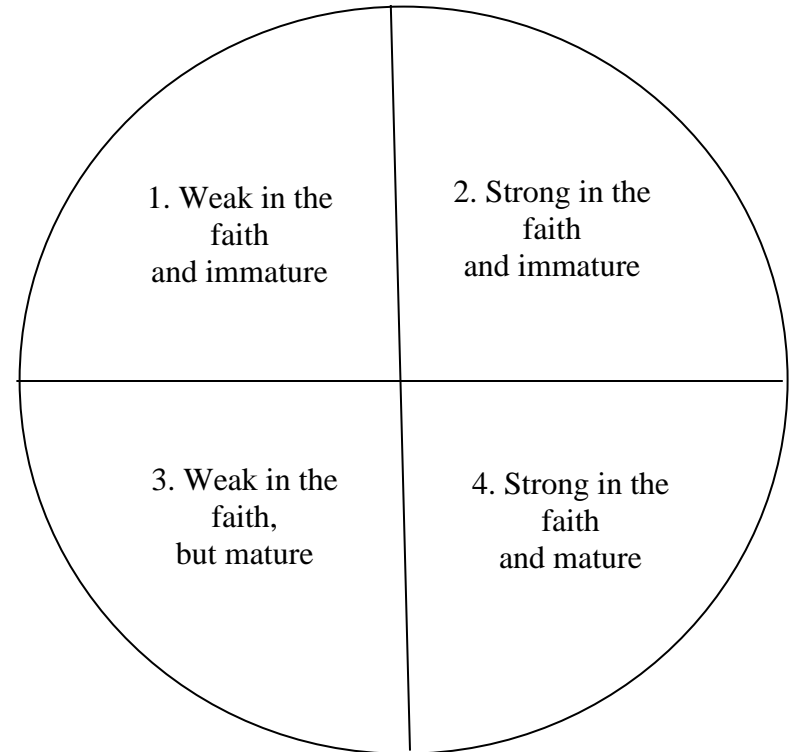 1. Weak in the
faith
and immature
2. Strong in the
faith
and immature
3. Weak in the
faith,
but mature
4. Strong in the
faith
and mature